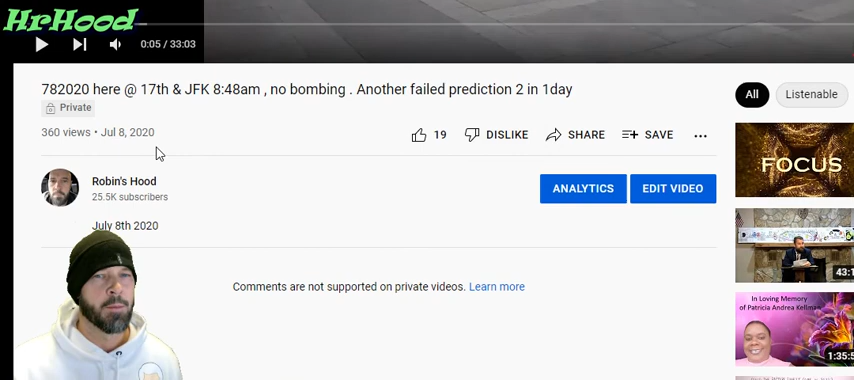 HrHood
0:05 / 33:03
782020 here @ 17th & JFK 8:48am , no bombing . Another failed prediction 2 in 1day
Private
360 views • Jul 8, 2020
19 DISLIKE SHARE SAVE ...
Robin's Hood
25.5K subscribers
ANALYTICS EDIT VIDEO
July 8th 2020
Comments are not supported on private videos. Learn more
All Listenable
FOCUS
43:1
In Loving Memory
of Patricia Andrea Kellman
1:35:5